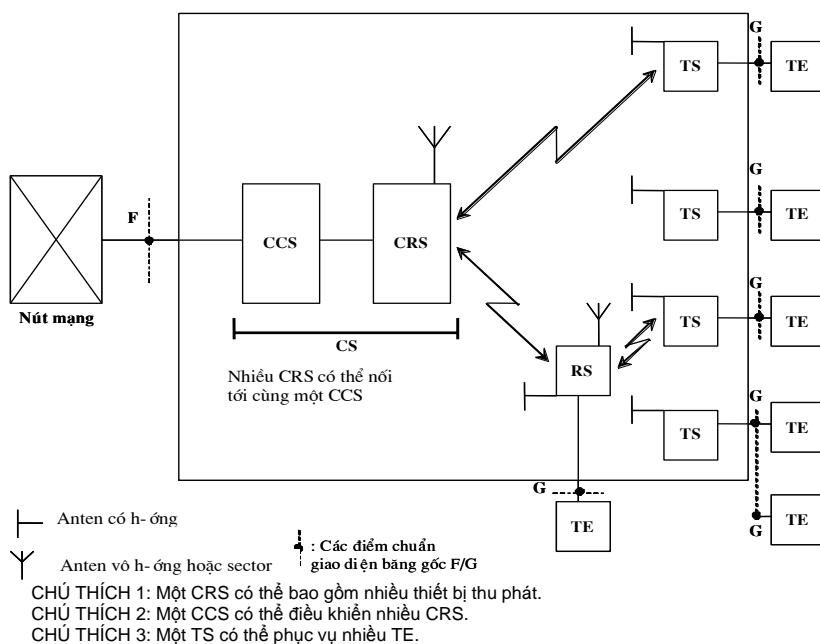 G
TS
TE
F
G
CCS
CRS
TS
TE
Nút mạng
G
TS
TE
CS
RS
Nhiều CRS có thể nối
tới cùng một CCS
G
TS
TE
G
TE
G
TE
Anten có h- ớng
Anten vô h- ớng hoặc sector
: Các điểm chuẩn
giao diện băng gốc F/G
CHÚ THÍCH 1: Một CRS có thể bao gồm nhiều thiết bị thu phát.
CHÚ THÍCH 2: Một CCS có thể điều khiển nhiều CRS.
CHÚ THÍCH 3: Một TS có thể phục vụ nhiều TE.